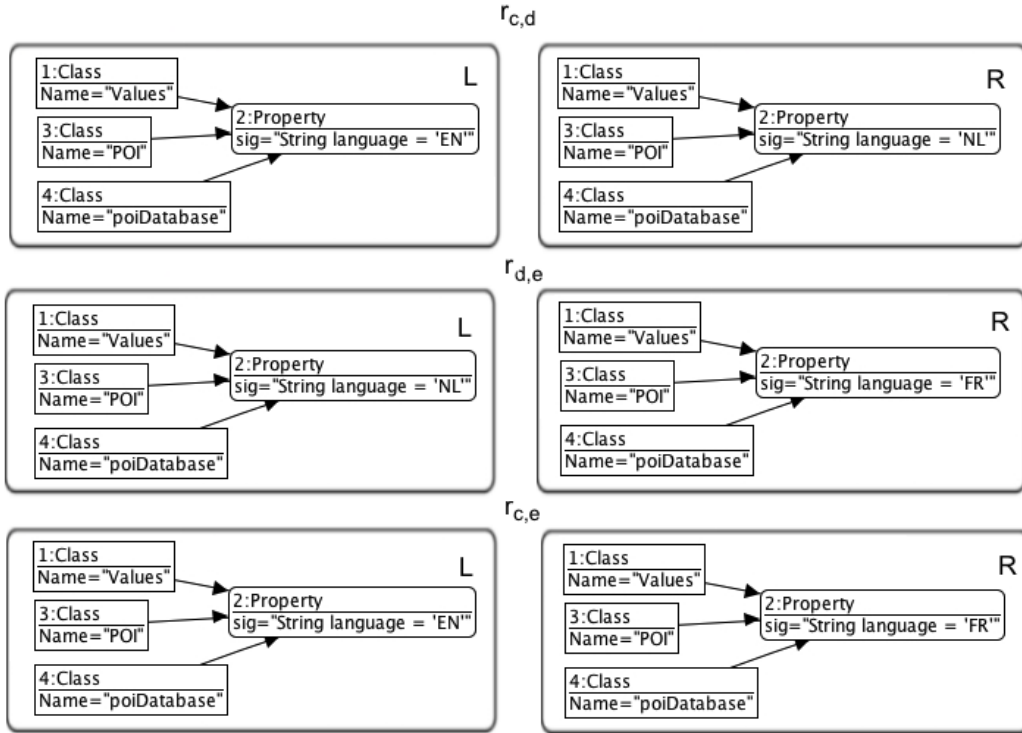 r c,d
L
1:Class
Name="Values"
2:Property
sig="String language = 'EN'"
3:Class
Name="POI"
4:Class
Name="poiDatabase"
R
1:Class
Name="Values"
2:Property
sig="String language = 'NL'"
3:Class
Name="POI"
4:Class
Name="poiDatabase"
r d,e
L
1:Class
Name="Values"
2:Property
sig="String language = 'NL'"
3:Class
Name="POI"
4:Class
Name="poiDatabase"
R
1:Class
Name="Values"
2:Property
sig="String language = 'FR'"
3:Class
Name="POI"
4:Class
Name="poiDatabase"
r c,e
L
1:Class
Name="Values"
2:Property
sig="String language = 'EN'"
3:Class
Name="POI"
4:Class
Name="poiDatabase"
R
1:Class
Name="Values"
2:Property
sig="String language = 'FR'"
3:Class
Name="POI"
4:Class
Name="poiDatabase"